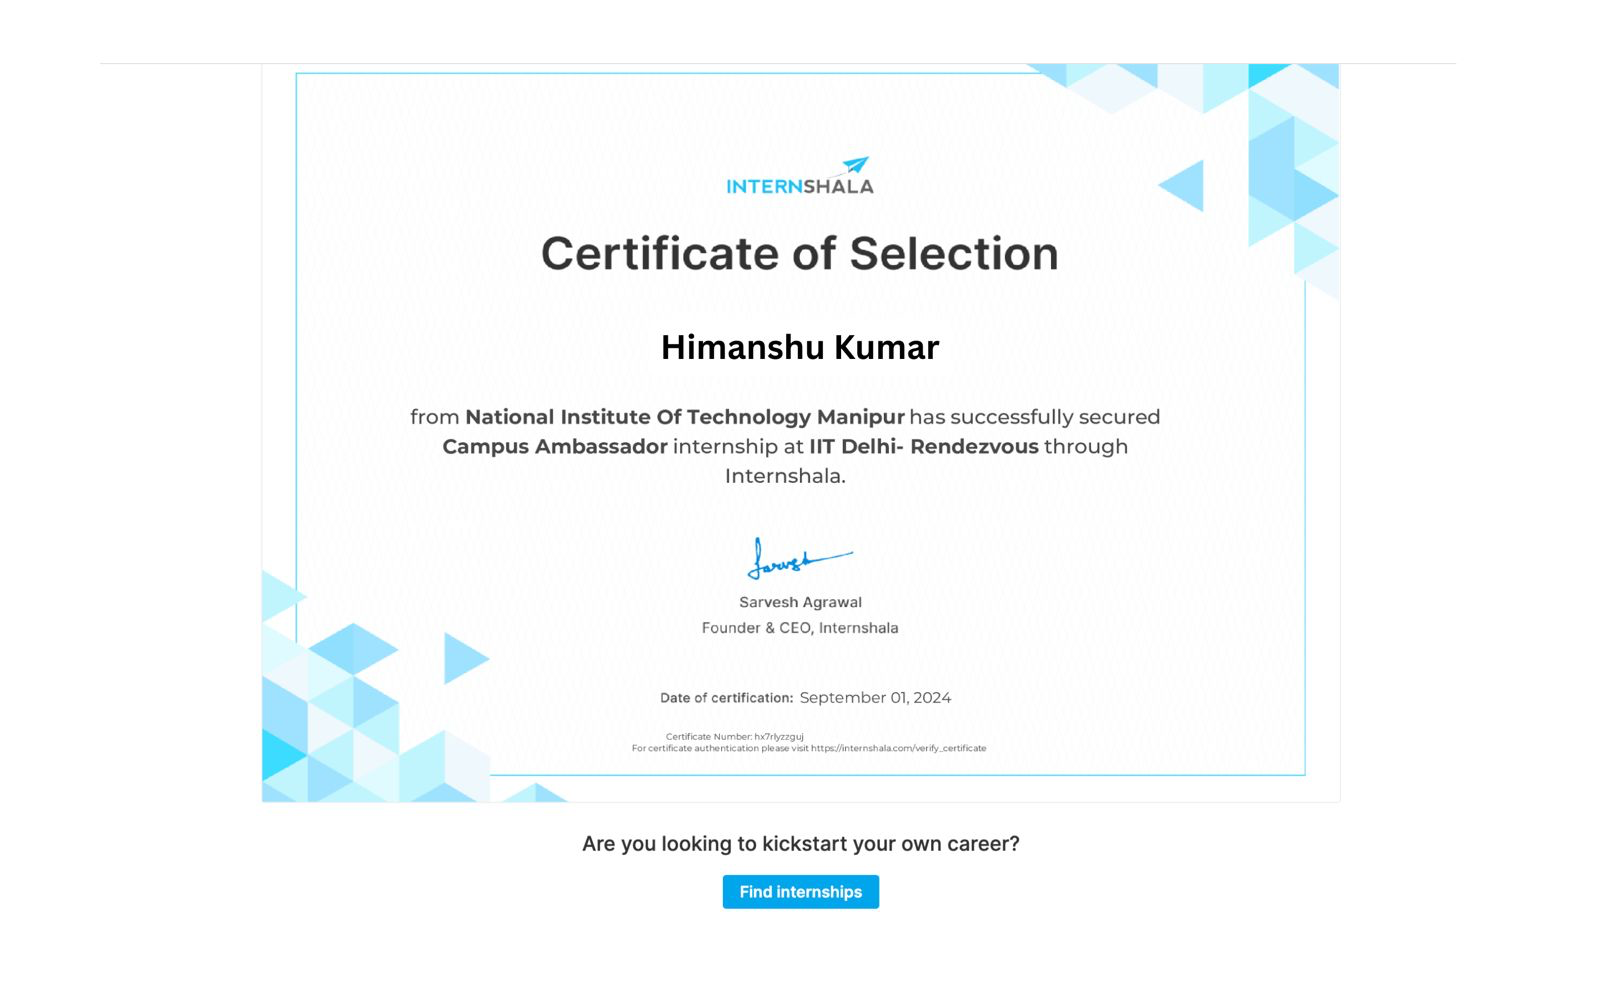 INTERNSHALA
Certificate of Selection
Himanshu Kumar
from National Institute Of Technology Manipur has successfully secured
Campus Ambassador internship at IIT Delhi- Rendezvous through
Internshala.
Sarvesh
Sarvesh Agrawal
Founder & CEO, Internshala
Date of certification: September 01, 2024
Certificate Number: hx7rlyzzguj
For certificate authentication please visit https://internshala.com/verify_certificate
Are you looking to kickstart your own career?
Find internships